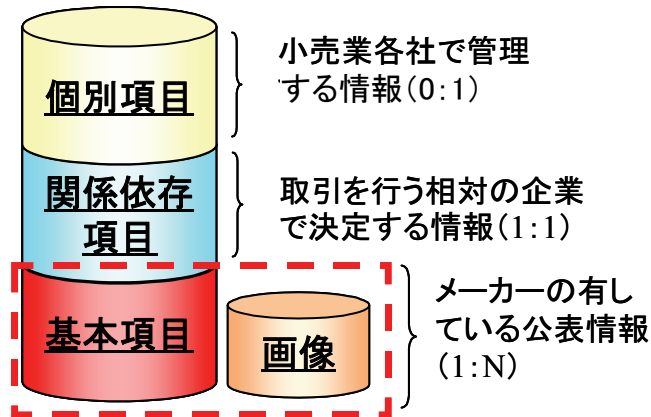 個別項目
小売業各社で管理
する情報(0:1)
関係依存
項目
取引を行う相対の企業
で決定する情報(1:1)
基本項目
画像
メーカーの有し
ている公表情報
(1:N)